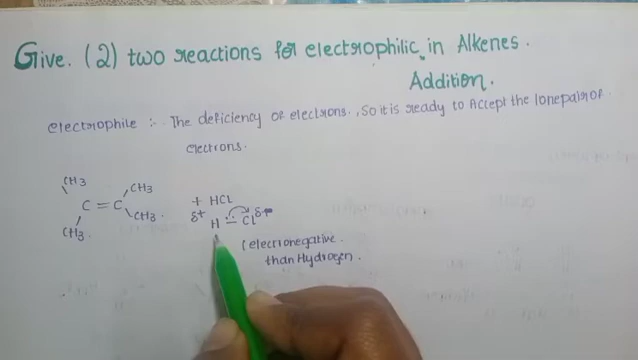 Give. (2) two reactions for electrophilic in Alkenes.
Addition.
electrophile :- The deficiency of electrons., So it is ready to Accept the lonepair of
electrons.
CH3
CH3
C = C
CH3.
CH3.
+ HCL
δ+ H - Cl δ-
(electronegative.
than Hydrogen.